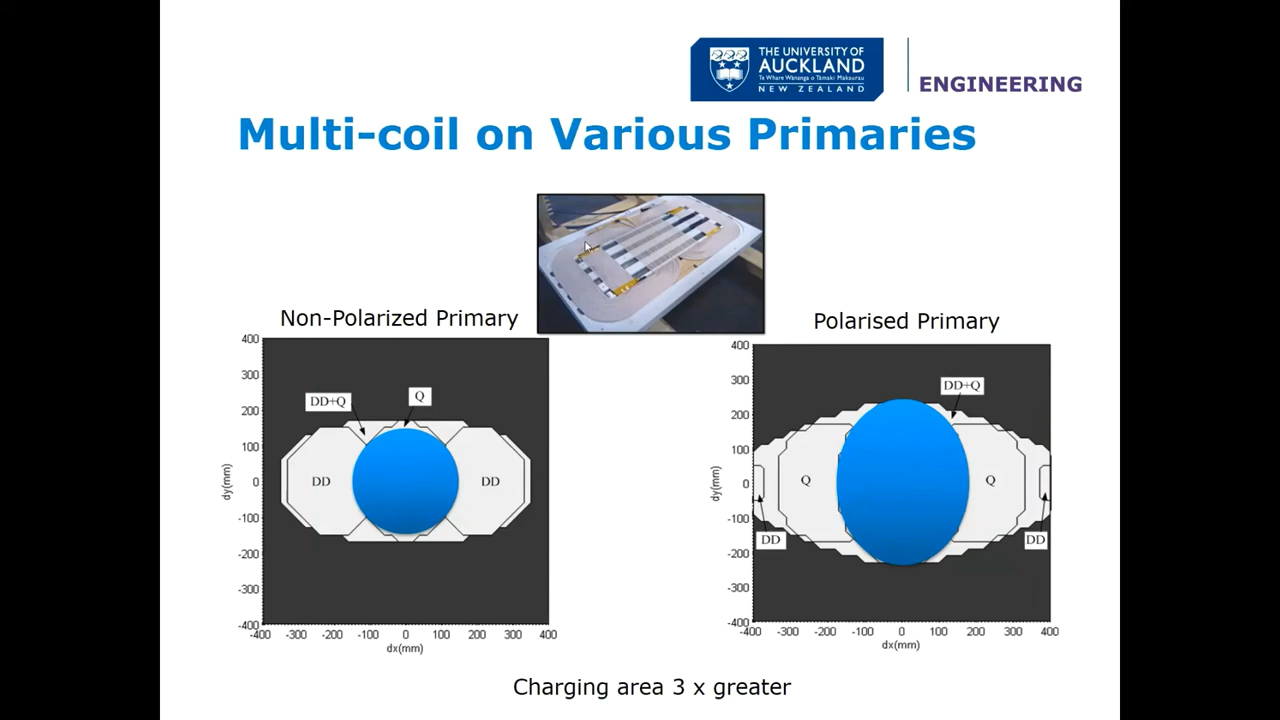 THE UNIVERSITY OF
AUCKLAND
Te Whare Wānanga o Tāmaki Makaurau
NEW ZEALAND
ENGINEERING
Multi-coil on Various Primaries
Non-Polarized Primary
400
300
200
100
0
-100
-200
-300
-400
dy(mm)
DD+Q
Q
DD
DD
-400 -300 -200 -100 0 100 200 300 400
dx(mm)
Polarised Primary
400
300
200
100
0
-100
-200
-300
-400
dy(mm)
DD+Q
Q
Q
DD
DD
-400 -300 -200 -100 0 100 200 300 400
dx(mm)
Charging area 3 x greater